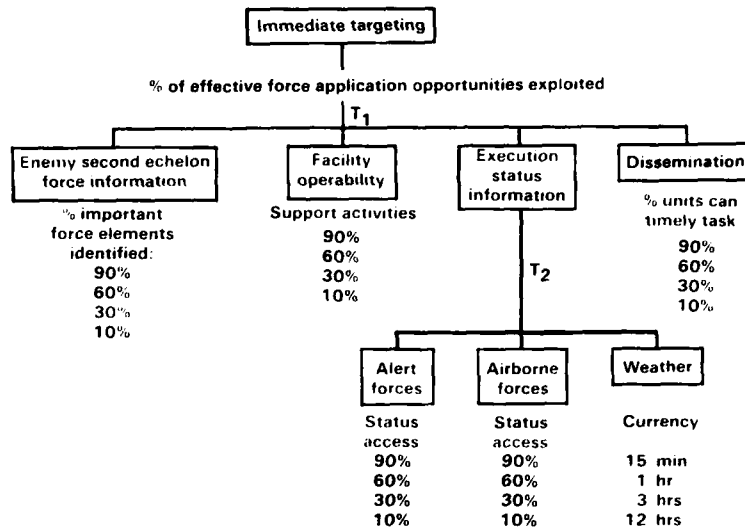 Immediate targeting
% of effective force application opportunities exploited
T1
Enemy second echelon
force information
% important
force elements
identified:
90%
60%
30%
10%
Facility
operability
Support activities
90%
60%
30%
10%
Execution
status
information
T2
Dissemination
% units can
timely task
90%
60%
30%
10%
Alert
forces
Status
access
90%
60%
30%
10%
Airborne
forces
Status
access
90%
60%
30%
10%
Weather
Currency
15 min
1 hr
3 hrs
12 hrs